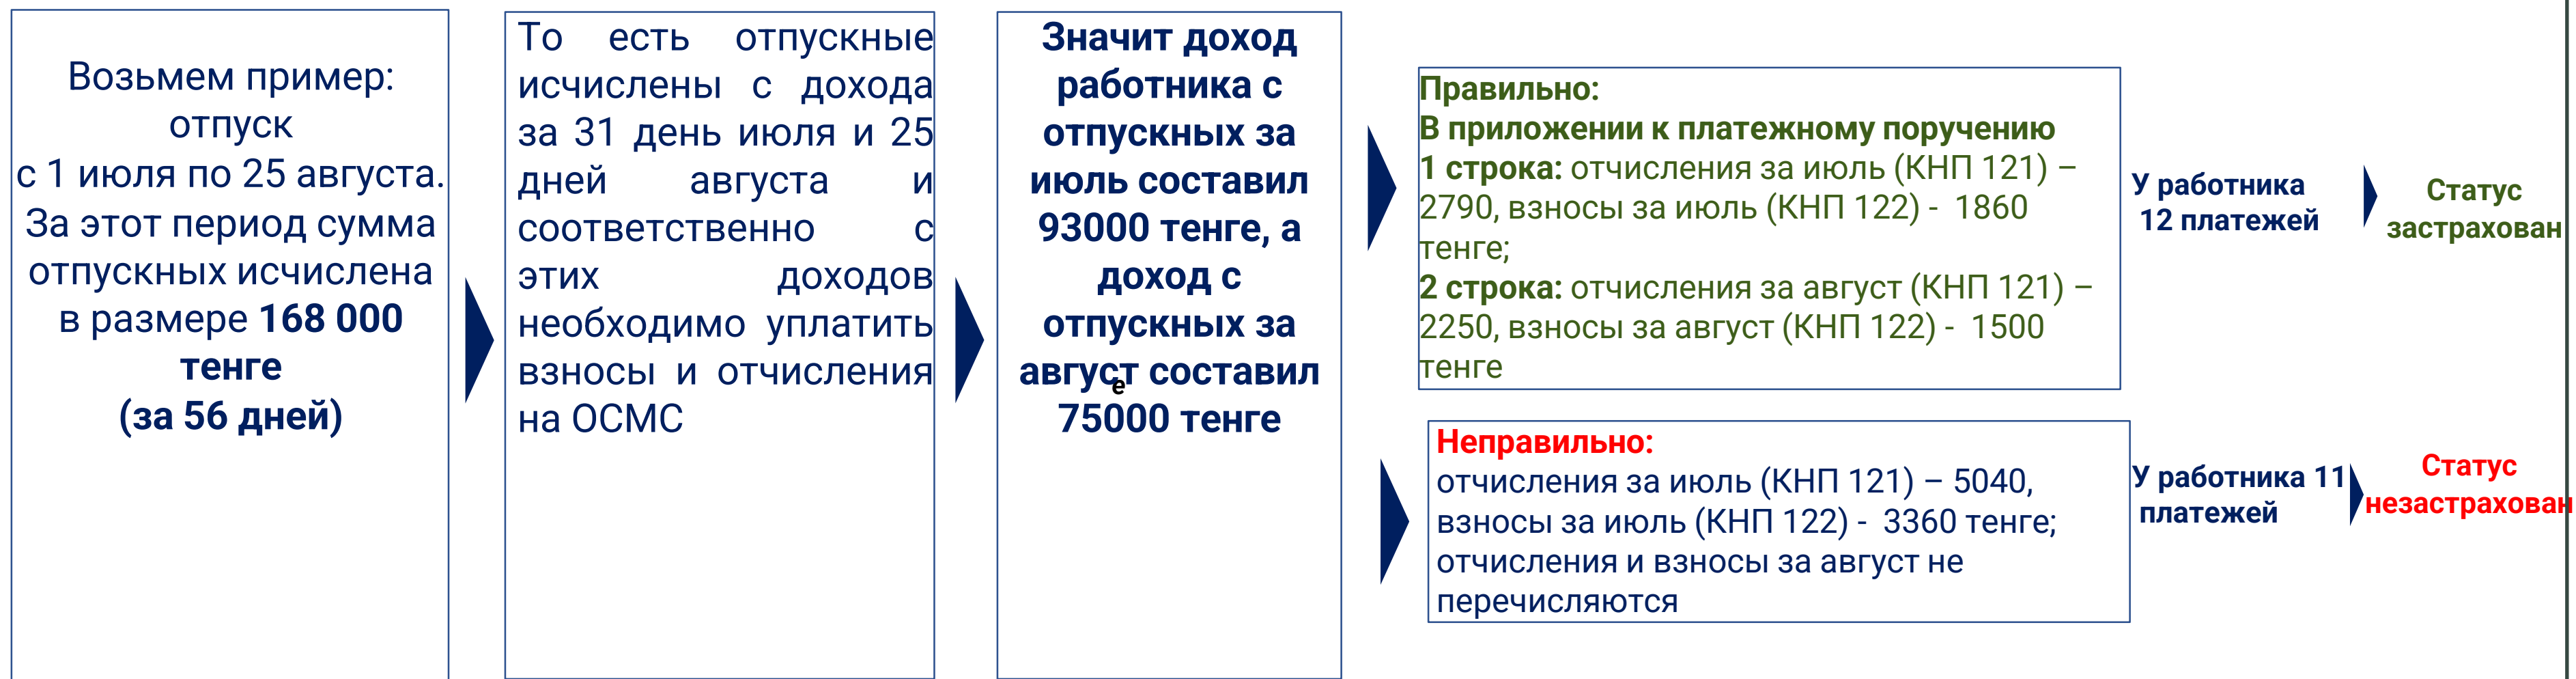 Возьмем пример:
отпуск
с 1 июля по 25 августа.
За этот период сумма
отпускных исчислена
в размере 168 000
тенге
(за 56 дней)
То есть отпускные
исчислены с дохода
за 31 день июля и 25
дней августа и
соответственно с
этих доходов
необходимо уплатить
взносы и отчисления
на ОСМС
Значит доход
работника с
отпускных за
июль составил
93000 тенге, а
доход с
отпускных за
август составил
е
75000 тенге
Правильно:
В приложении к платежному поручению
1 строка: отчисления за июль (КНП 121) –
2790, взносы за июль (КНП 122) - 1860
тенге;
2 строка: отчисления за август (КНП 121) –
2250, взносы за август (КНП 122) - 1500
тенге
У работника
12 платежей
Статус
застрахован
Неправильно:
отчисления за июль (КНП 121) – 5040,
взносы за июль (КНП 122) - 3360 тенге;
отчисления и взносы за август не
перечисляются
У работника 11
платежей
Статус
незастрахован